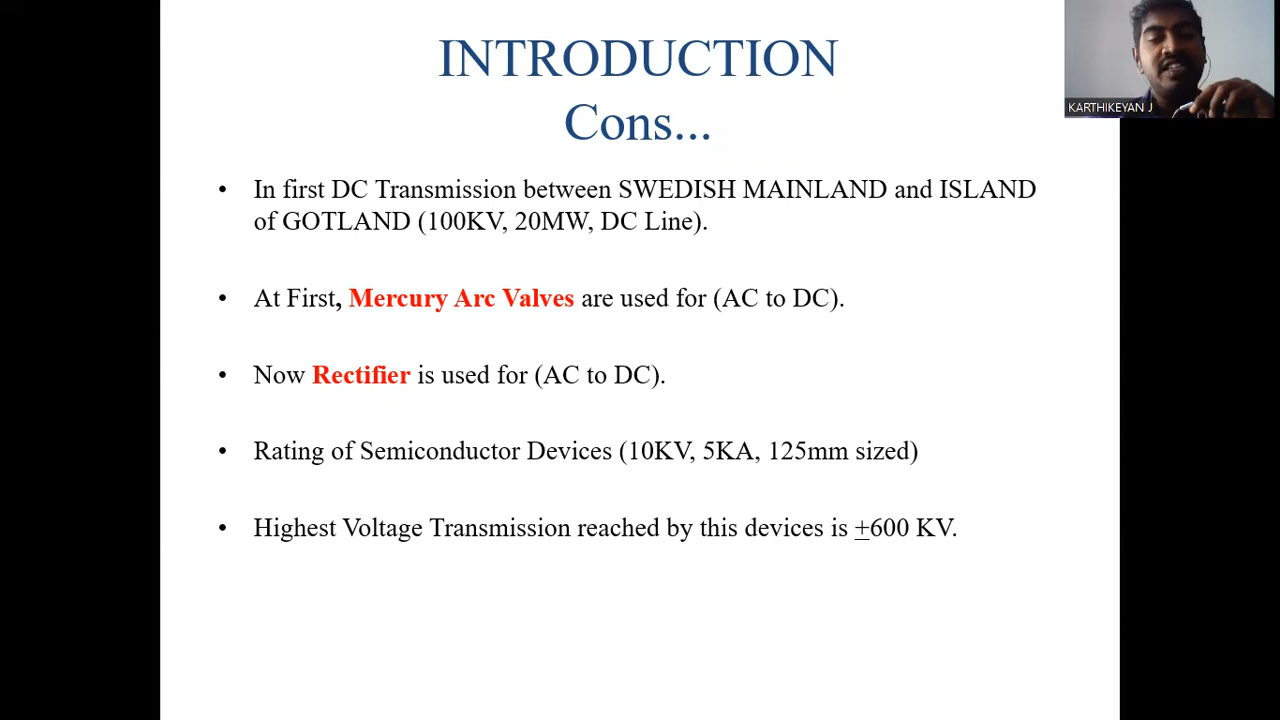 INTRODUCTION
Cons...
KARTHIKEYAN J
• In first DC Transmission between SWEDISH MAINLAND and ISLAND
of GOTLAND (100KV, 20MW, DC Line).
• At First, Mercury Arc Valves are used for (AC to DC).
• Now Rectifier is used for (AC to DC).
• Rating of Semiconductor Devices (10KV, 5KA, 125mm sized)
• Highest Voltage Transmission reached by this devices is +600 KV.